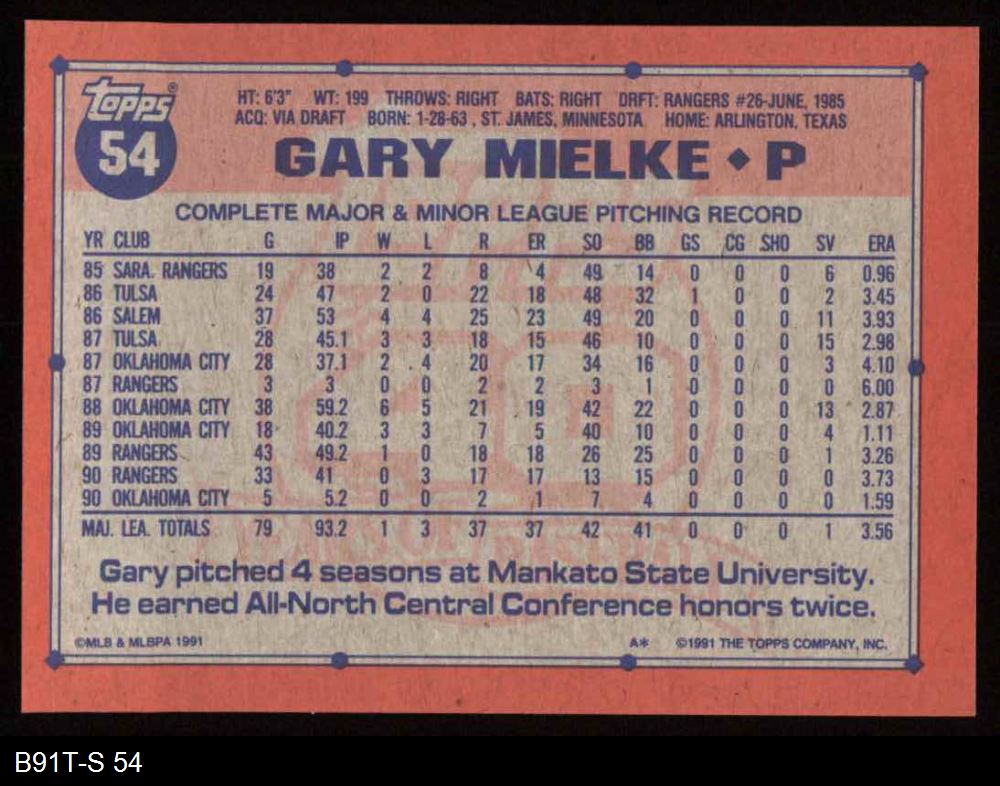 TOPPS®
54
HT: 6'3" WT: 199 THROWS: RIGHT BATS: RIGHT DRFT: RANGERS #26-JUNE, 1985
ACQ: VIA DRAFT BORN: 1-28-63 , ST. JAMES, MINNESOTA HOME: ARLINGTON, TEXAS
GARY MIELKE ◆ P
COMPLETE MAJOR & MINOR LEAGUE PITCHING RECORD
YR CLUB G IP W L R ER SO BB GS CG SHO SV ERA
85 SARA. RANGERS 19 38 2 2 8 4 49 14 0 0 0 6 0.96
86 TULSA 24 47 2 0 22 18 48 32 1 0 0 2 3.45
86 SALEM 37 53 4 4 25 23 49 20 0 0 0 11 3.93
87 TULSA 28 45.1 3 3 18 15 46 10 0 0 0 15 2.98
87 OKLAHOMA CITY 28 37.1 2 4 20 17 34 16 0 0 0 3 4.10
87 RANGERS 3 3 0 0 2 2 3 1 0 0 0 0 6.00
88 OKLAHOMA CITY 38 59.2 6 5 21 19 42 22 0 0 0 13 2.87
89 OKLAHOMA CITY 18 40.2 3 3 7 5 40 10 0 0 0 4 1.11
89 RANGERS 43 49.2 1 0 18 18 26 25 0 0 0 1 3.26
90 RANGERS 33 41 0 3 17 17 13 15 0 0 0 0 3.73
90 OKLAHOMA CITY 5 5.2 0 0 2 1 7 4 0 0 0 0 1.59
MAJ. LEA. TOTALS 79 93.2 1 3 37 37 42 41 0 0 0 1 3.56
Gary pitched 4 seasons at Mankato State University.
He earned All-North Central Conference honors twice.
©MLB & MLBPA 1991 A* ©1991 THE TOPPS COMPANY, INC.
B91T-S 54